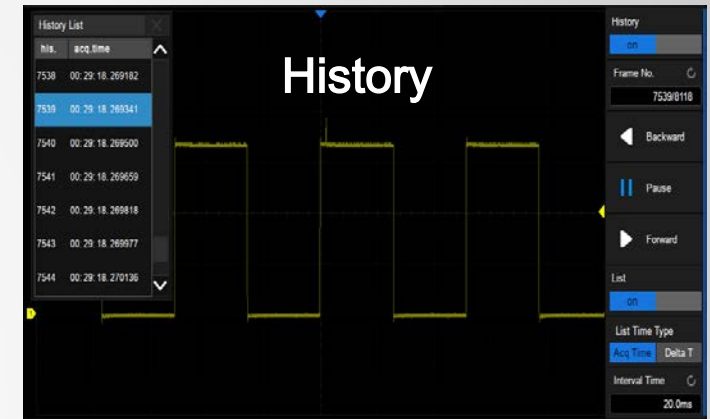 History List
his. acq.time
7538 00:29:18.269182
7539 00:29:18.269341
7540 00:29:18.269500
7541 00:29:18.269659
7542 00:29:18.269818
7543 00:29:18.269977
7544 00:29:18.270136
History
History
on
Frame No.
7539/8118
Backward
Pause
Forward
List
on
List Time Type
Acq Time Delta T
Interval Time
20.0ms